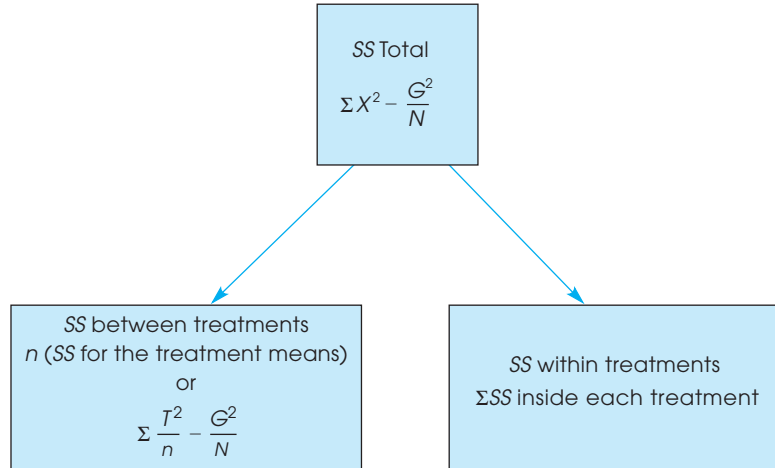 SS Total
ΣX² − G²/N
SS between treatments
n (SS for the treatment means)
or
Σ T²/n − G²/N
SS within treatments
ΣSS inside each treatment